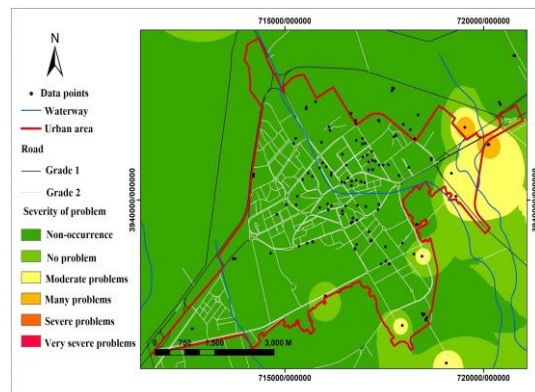 N
Data points
Waterway
Urban area
Road
Grade 1
Grade 2
Severity of problem
Non-occurrence
No problem
Moderate problems
Many problems
Severe problems
Very severe problems
715000/000000
720000/000000
3940000/000000
3940000/000000
0 750 1,500 3,000 M
715000/000000
720000/000000